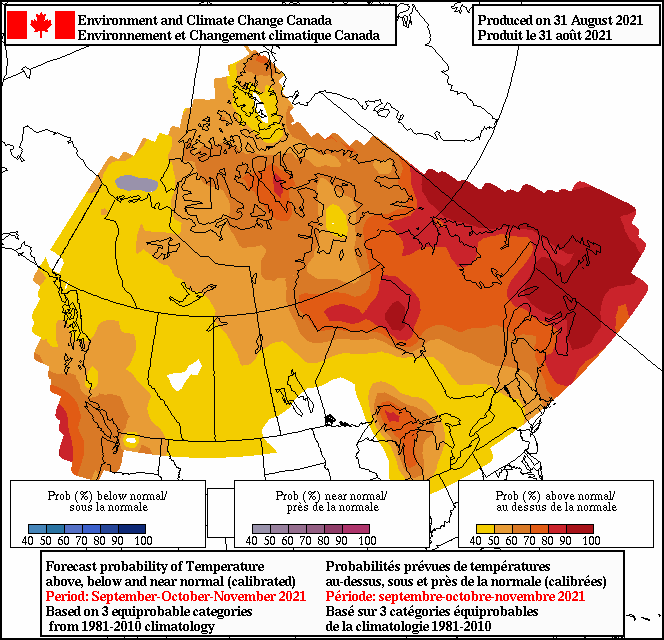 Environment and Climate Change Canada
Environnement et Changement climatique Canada
Produced on 31 August 2021
Produit le 31 août 2021
Prob (%) below normal/
sous la normale
40 50 60 70 80 90 100
Prob (%) near normal/
près de la normale
40 50 60 70 80 90 100
Prob (%) above normal/
au dessus de la normale
40 50 60 70 80 90 100
Forecast probability of Temperature
above, below and near normal (calibrated)
Period: September-October-November 2021
Based on 3 equiprobable categories
from 1981-2010 climatology
Probabilités prévues de températures
au-dessus, sous et près de la normale (calibrées)
Période: septembre-octobre-novembre 2021
Basé sur 3 catégories équiprobables
de la climatologie 1981-2010